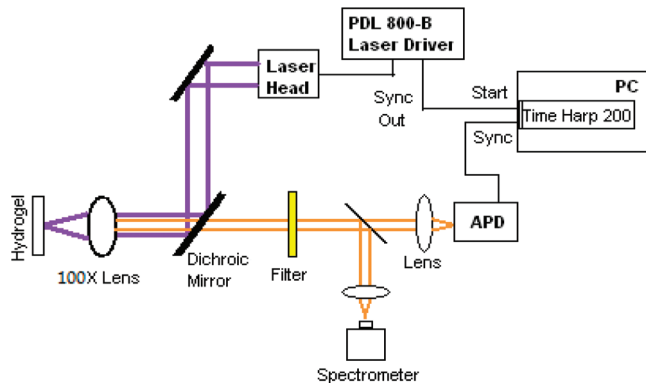 PDL 800-B
Laser Driver
Laser
Head
Sync
Out
PC
Start
Time Harp 200
Sync
Hydrogel
100X Lens
Dichroic
Mirror
Filter
Lens
APD
Spectrometer